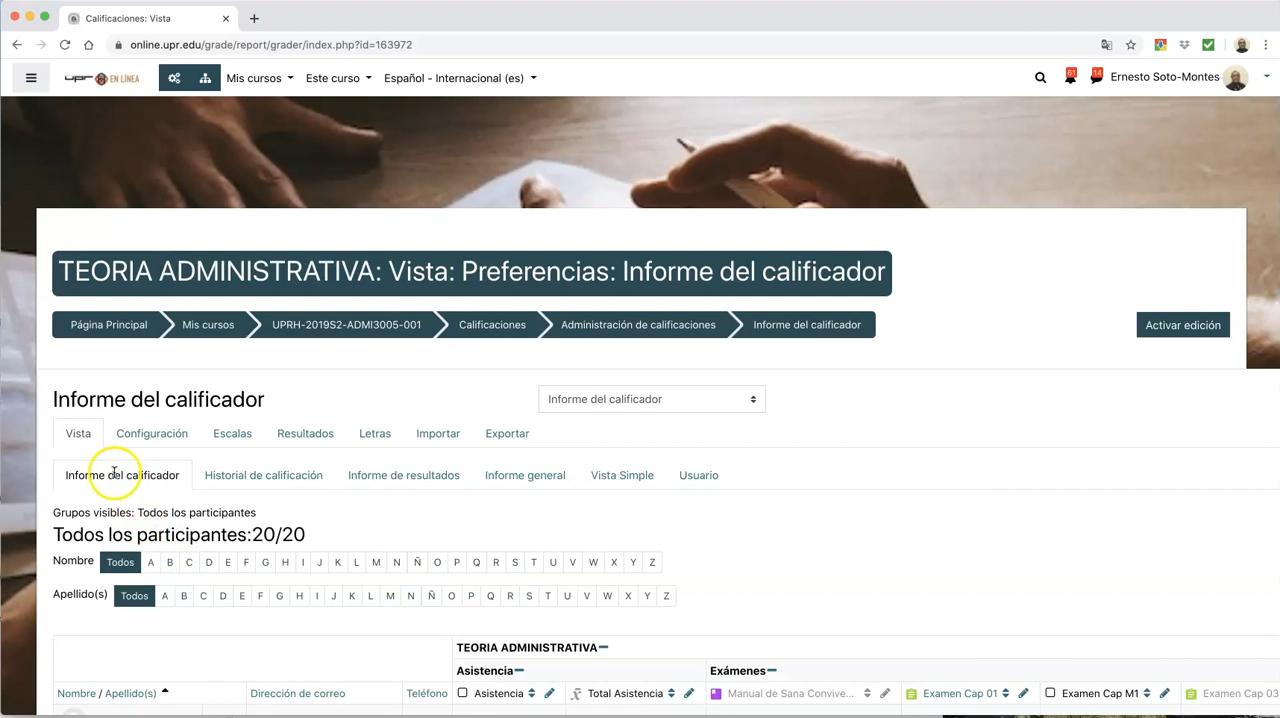 Calificaciones: Vista
online.upr.edu/grade/report/grader/index.php?id=163972
upr EN LÍNEA Mis cursos Este curso Español - Internacional (es) 61 14 Ernesto Soto-Montes
TEORIA ADMINISTRATIVA: Vista: Preferencias: Informe del calificador
Página Principal Mis cursos UPRH-2019S2-ADMI3005-001 Calificaciones Administración de calificaciones Informe del calificador Activar edición
Informe del calificador Informe del calificador
Vista Configuración Escalas Resultados Letras Importar Exportar
Informe del calificador Historial de calificación Informe de resultados Informe general Vista Simple Usuario
Grupos visibles: Todos los participantes
Todos los participantes:20/20
Nombre Todos A B C D E F G H I J K L M N Ñ O P Q R S T U V W X Y Z
Apellido(s) Todos A B C D E F G H I J K L M N Ñ O P Q R S T U V W X Y Z
TEORIA ADMINISTRATIVA
Asistencia Exámenes
Nombre / Apellido(s) Dirección de correo Teléfono Asistencia Total Asistencia Manual de Sana Convive... Examen Cap 01 Examen Cap M1 Examen Cap 03